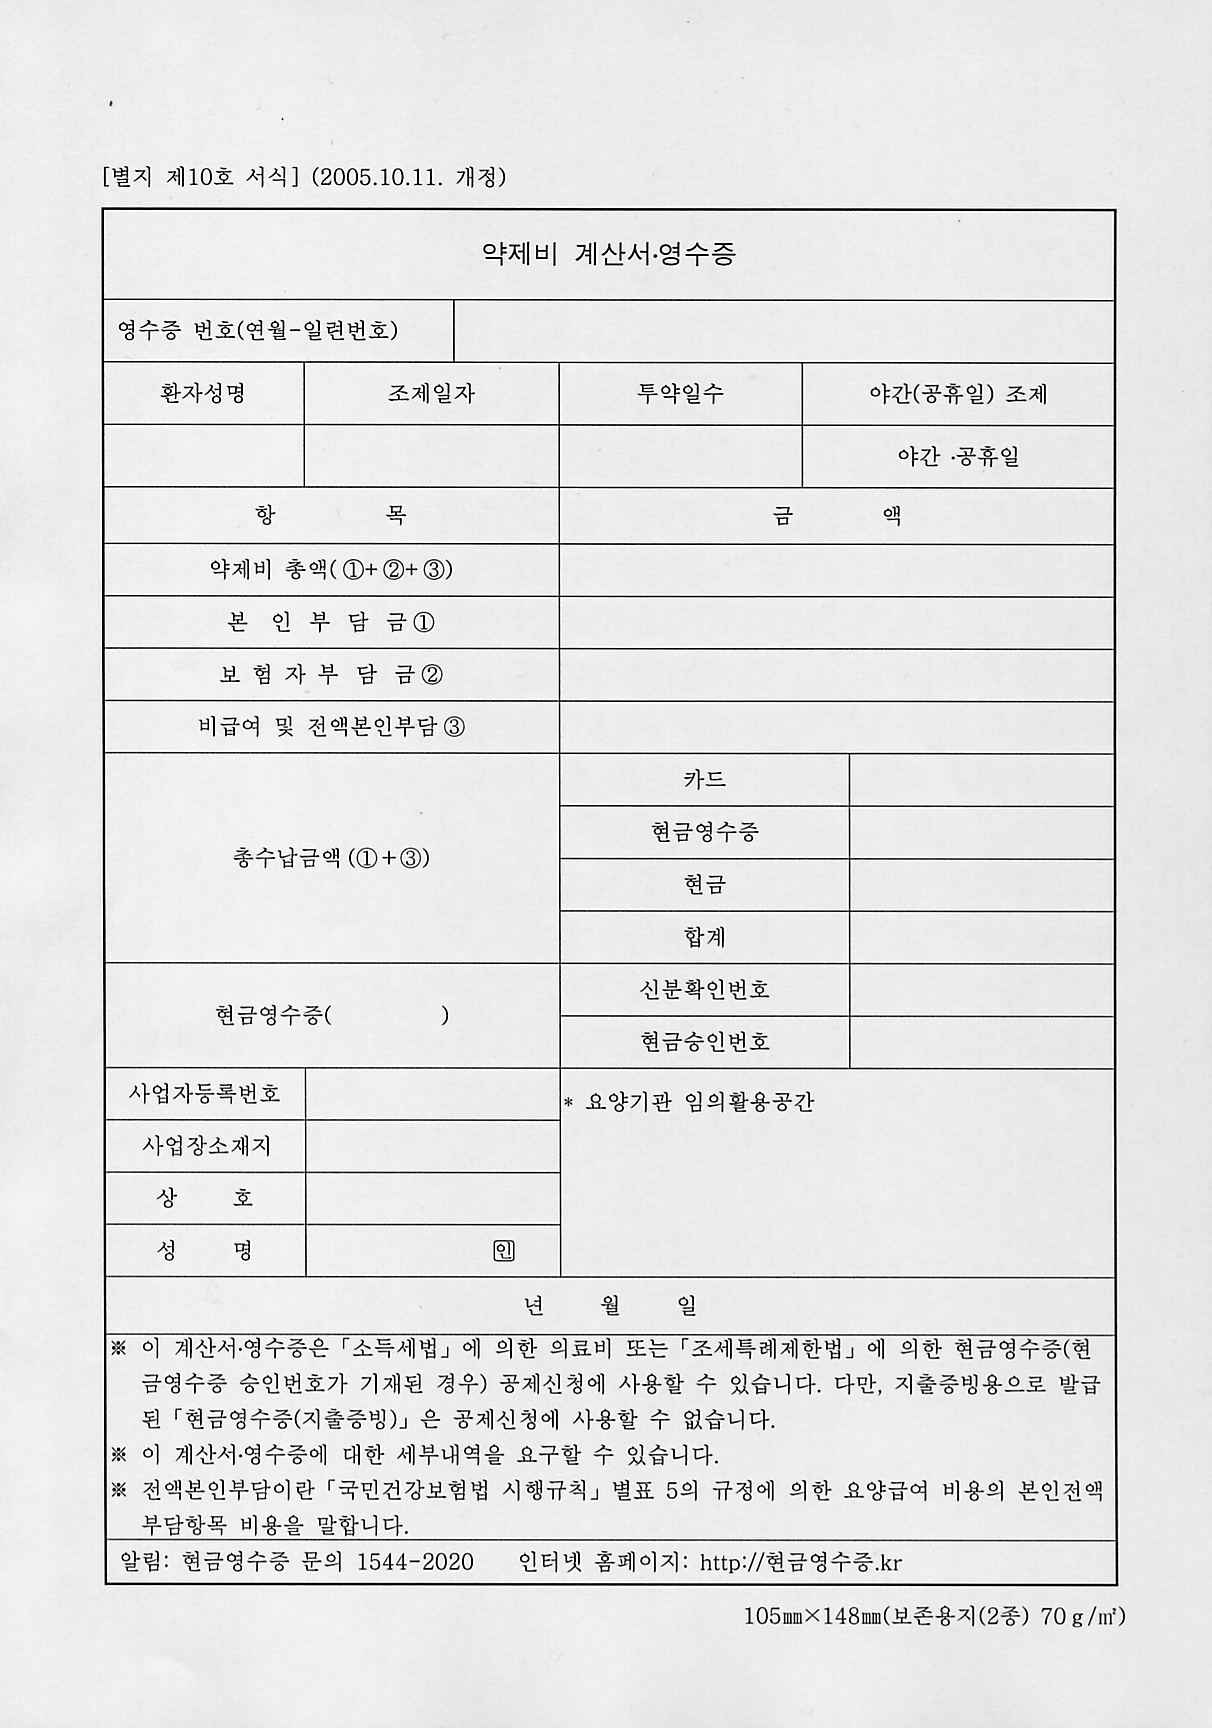 [별지 제10호 서식] (2005.10.11. 개정)
약제비 계산서·영수증
영수증 번호(연월-일련번호)
환자성명 조제일자 투약일수 야간(공휴일) 조제
야간 ·공휴일
항 목 금 액
약제비 총액(①+②+③)
본 인 부 담 금①
보 험 자 부 담 금②
비급여 및 전액본인부담③
총수납금액(①+③)
카드
현금영수증
현금
합계
현금영수증( )
신분확인번호
현금승인번호
사업자등록번호
* 요양기관 임의활용공간
사업장소재지
상 호
성 명 인
년 월 일
※ 이 계산서·영수증은「소득세법」에 의한 의료비 또는「조세특례제한법」에 의한 현금영수증(현
금영수증 승인번호가 기재된 경우) 공제신청에 사용할 수 있습니다. 다만, 지출증빙용으로 발급
된「현금영수증(지출증빙)」은 공제신청에 사용할 수 없습니다.
※ 이 계산서·영수증에 대한 세부내역을 요구할 수 있습니다.
※ 전액본인부담이란「국민건강보험법 시행규칙」별표 5의 규정에 의한 요양급여 비용의 본인전액
부담항목 비용을 말합니다.
알림: 현금영수증 문의 1544-2020 인터넷 홈페이지: http://현금영수증.kr
105㎜×148㎜(보존용지(2종) 70g/㎡)